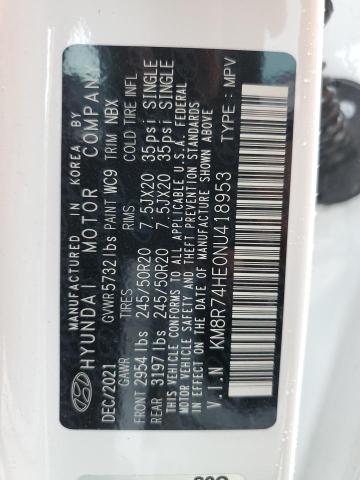 MANUFACTURED IN KOREA BY
HYUNDAI MOTOR COMPANY
DEC/2021 GVWR 5732 lbs PAINT WC9 TRIM NBX
GAWR TIRES RIMS COLD TIRE INFL
FRONT 2954 lbs 245/50R20 7.5JX20 35psi SINGLE
REAR 3197 lbs 245/50R20 7.5JX20 35psi SINGLE
THIS VEHICLE CONFORMS TO ALL APPLICABLE U.S.A. FEDERAL
MOTOR VEHICLE SAFETY AND THEFT PREVENTION STANDARDS
IN EFFECT ON THE DATE OF MANUFACTURE SHOWN ABOVE.
V.I.N : KM8R74HE0NU418953 TYPE : MPV